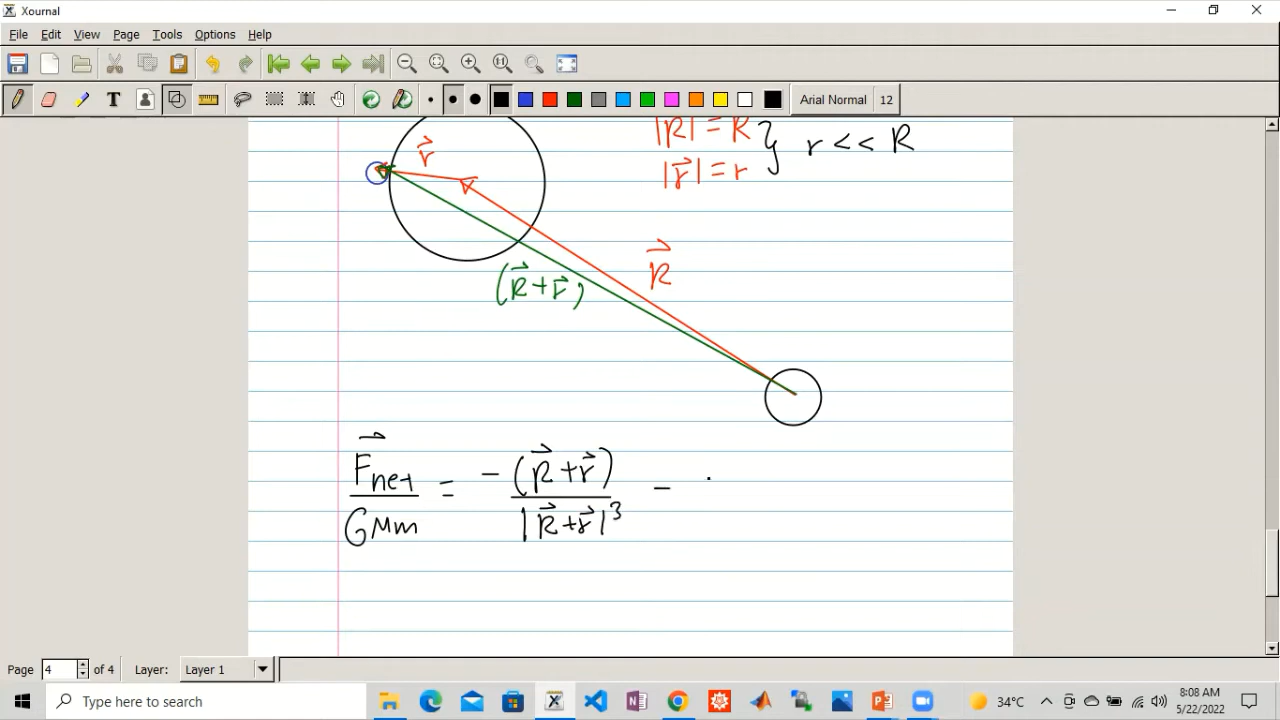 Xournal
File Edit View Page Tools Options Help
Arial Normal 12
|R| = R
|r⃗| = r } r << R
r⃗
R⃗
(R⃗+r⃗)
F⃗net / GMm = -(R⃗+r⃗) / |R⃗+r⃗|³ -
Page 4 of 4 Layer: Layer 1
Type here to search
34°C
8:08 AM
5/22/2022